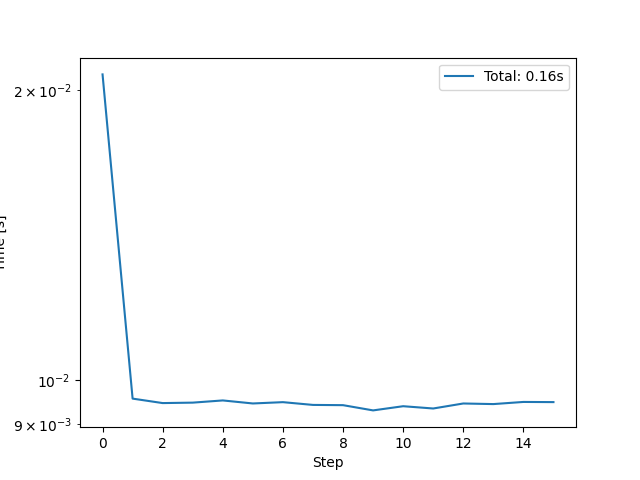 Total: 0.16s
2 × 10⁻²
10⁻²
9 × 10⁻³
Time [s]
0 2 4 6 8 10 12 14
Step